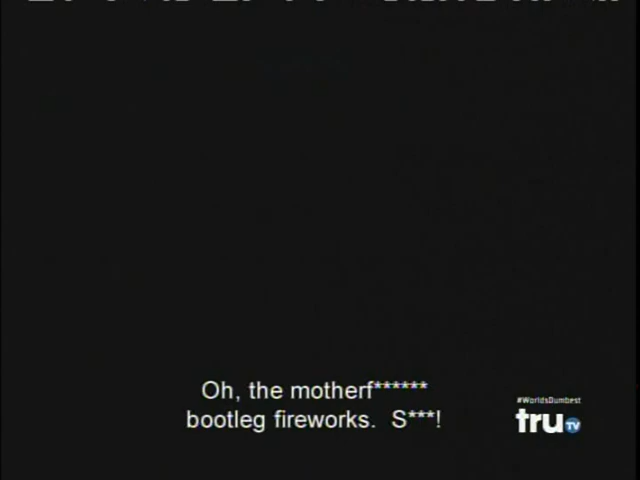 Oh, the motherf******
bootleg fireworks.  S***!
#WorldsDumbest
truTV